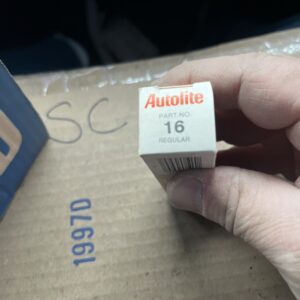 SC
Autolite
PART NO.
16
REGULAR
19970